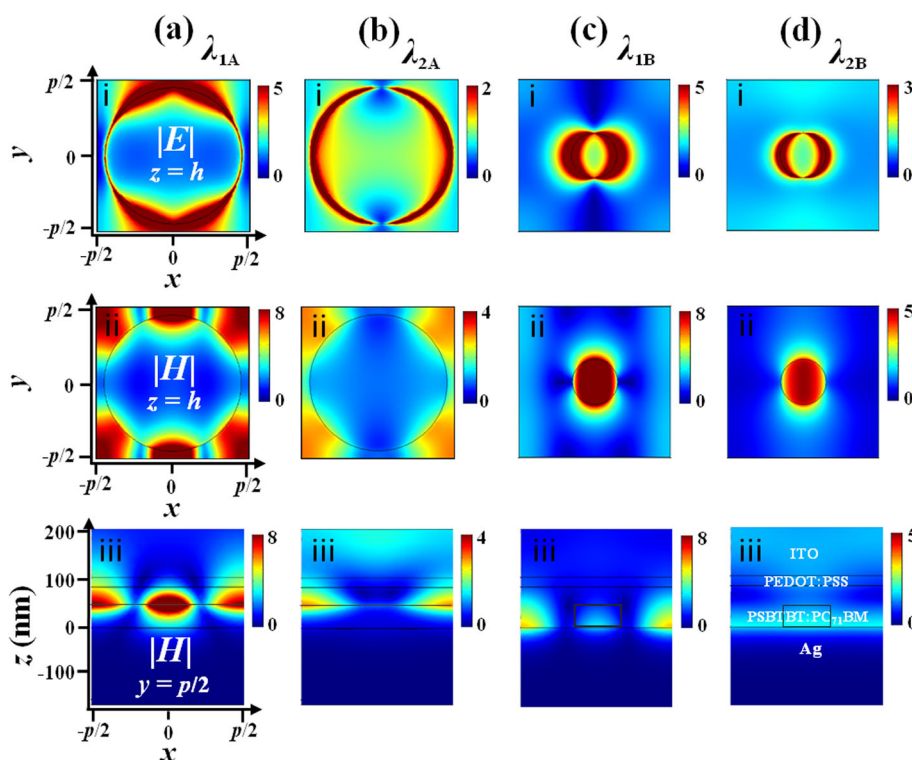 (a) λ1A (b) λ2A (c) λ1B (d) λ2B
p/2 i 5 i 2 i 5 i 3
y 0 |E|
z = h
-p/2 0 0 0 0
-p/2 0 p/2
x
p/2 ii 8 ii 4 ii 8 ii 5
y 0 |H|
z = h
-p/2 0 0 0 0
-p/2 0 p/2
x
200 iii 8 iii 4 iii 8 iii 5
ITO
100 PEDOT:PSS
z (nm) 0 0 0 0 PSBTBT:PC71BM 0
|H| Ag
-100 y = p/2
-p/2 0 p/2
x